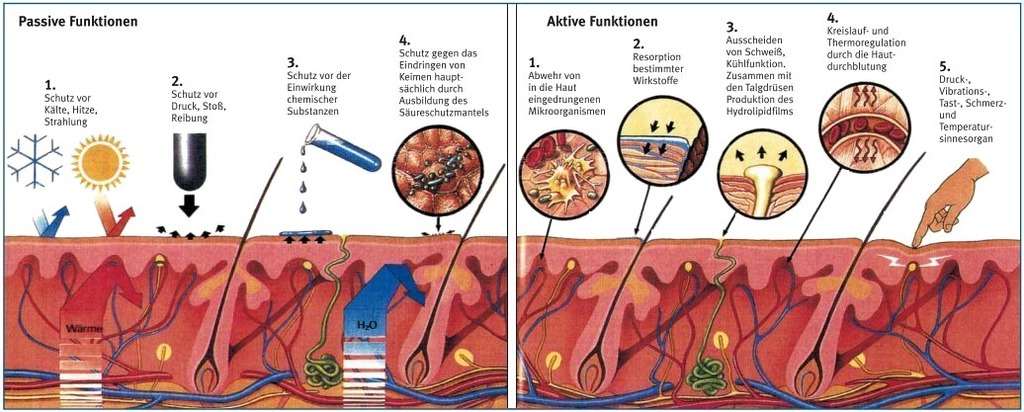 Passive Funktionen
1.
Schutz vor
Kälte, Hitze,
Strahlung
2.
Schutz vor
Druck, Stoß,
Reibung
3.
Schutz vor der
Einwirkung
chemischer
Substanzen
4.
Schutz gegen das
Eindringen von
Keimen haupt-
sächlich durch
Ausbildung des
Säureschutzmantels
Wärme
H₂O
Aktive Funktionen
1.
Abwehr von
in die Haut
eingedrungenen
Mikroorganismen
2.
Resorption
bestimmter
Wirkstoffe
3.
Ausscheiden
von Schweiß,
Kühlfunktion.
Zusammen mit
den Talgdrüsen
Produktion des
Hydrolipidfilms
4.
Kreislauf- und
Thermoregulation
durch die Haut-
durchblutung
5.
Druck-,
Vibrations-,
Tast-, Schmerz-
und
Temperatur-
sinnesorgan